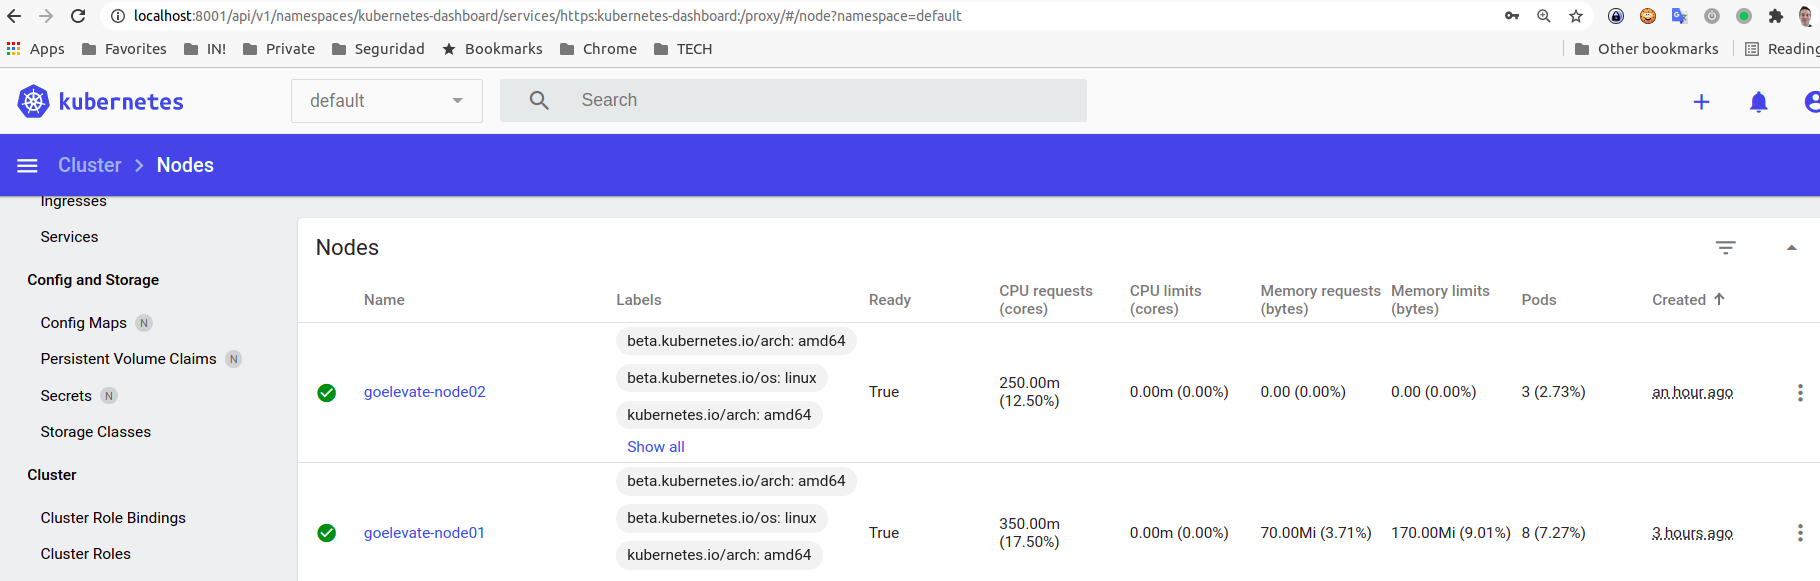 localhost:8001/api/v1/namespaces/kubernetes-dashboard/services/https:kubernetes-dashboard:/proxy/#/node?namespace=default
Apps Favorites IN! Private Seguridad Bookmarks Chrome TECH Other bookmarks Reading
kubernetes default Search
Cluster Nodes
Ingresses
Services
Config and Storage
Config Maps N
Persistent Volume Claims N
Secrets N
Storage Classes
Cluster
Cluster Role Bindings
Cluster Roles
Nodes
Name Labels Ready CPU requests (cores) CPU limits (cores) Memory requests (bytes) Memory limits (bytes) Pods Created
beta.kubernetes.io/arch: amd64
beta.kubernetes.io/os: linux
kubernetes.io/arch: amd64
Show all
goelevate-node02 True 250.00m (12.50%) 0.00m (0.00%) 0.00 (0.00%) 0.00 (0.00%) 3 (2.73%) an hour ago
beta.kubernetes.io/arch: amd64
beta.kubernetes.io/os: linux
kubernetes.io/arch: amd64
goelevate-node01 True 350.00m (17.50%) 0.00m (0.00%) 70.00Mi (3.71%) 170.00Mi (9.01%) 8 (7.27%) 3 hours ago